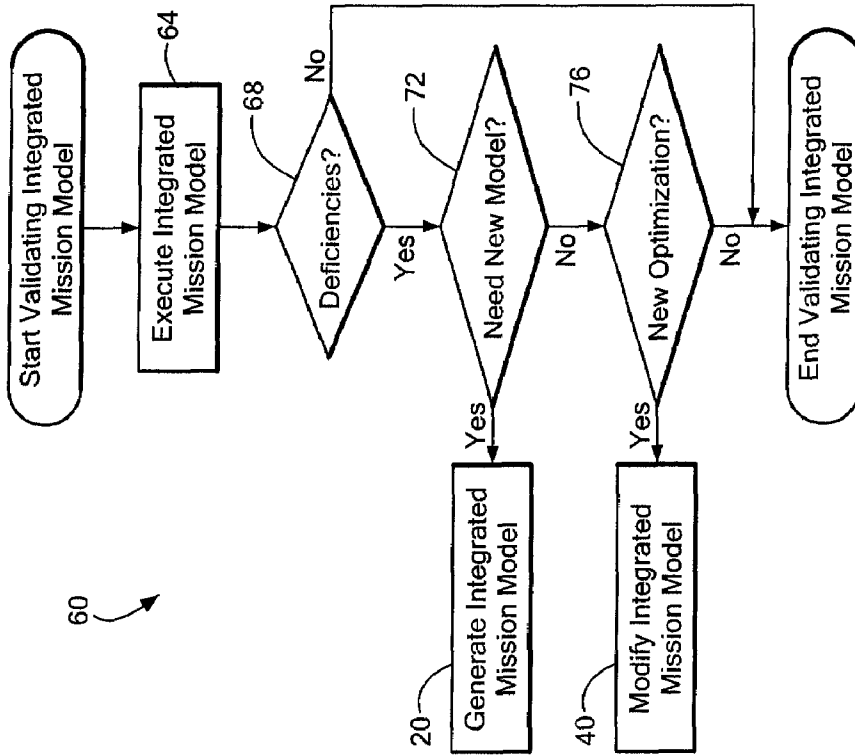 60
Start Validating Integrated
Mission Model
64
Execute Integrated
Mission Model
68
Deficiencies?
No
Yes
72
Need New Model?
Yes
No
20
Generate Integrated
Mission Model
76
New Optimization?
Yes
No
40
Modify Integrated
Mission Model
End Validating Integrated
Mission Model